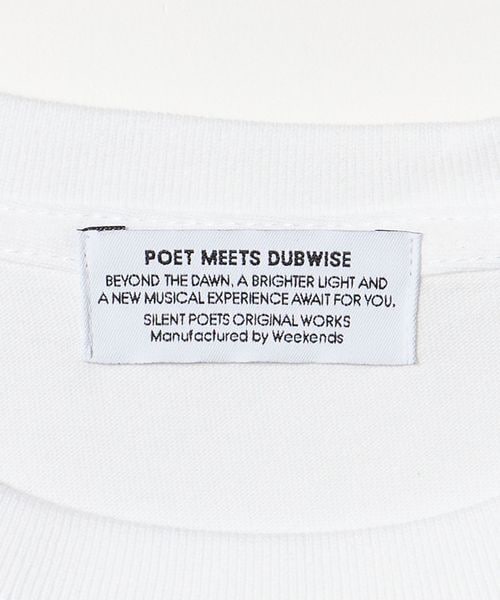 POET MEETS DUBWISE
BEYOND THE DAWN, A BRIGHTER LIGHT AND
A NEW MUSICAL EXPERIENCE AWAIT FOR YOU.
SILENT POETS ORIGINAL WORKS
Manufactured by Weekends